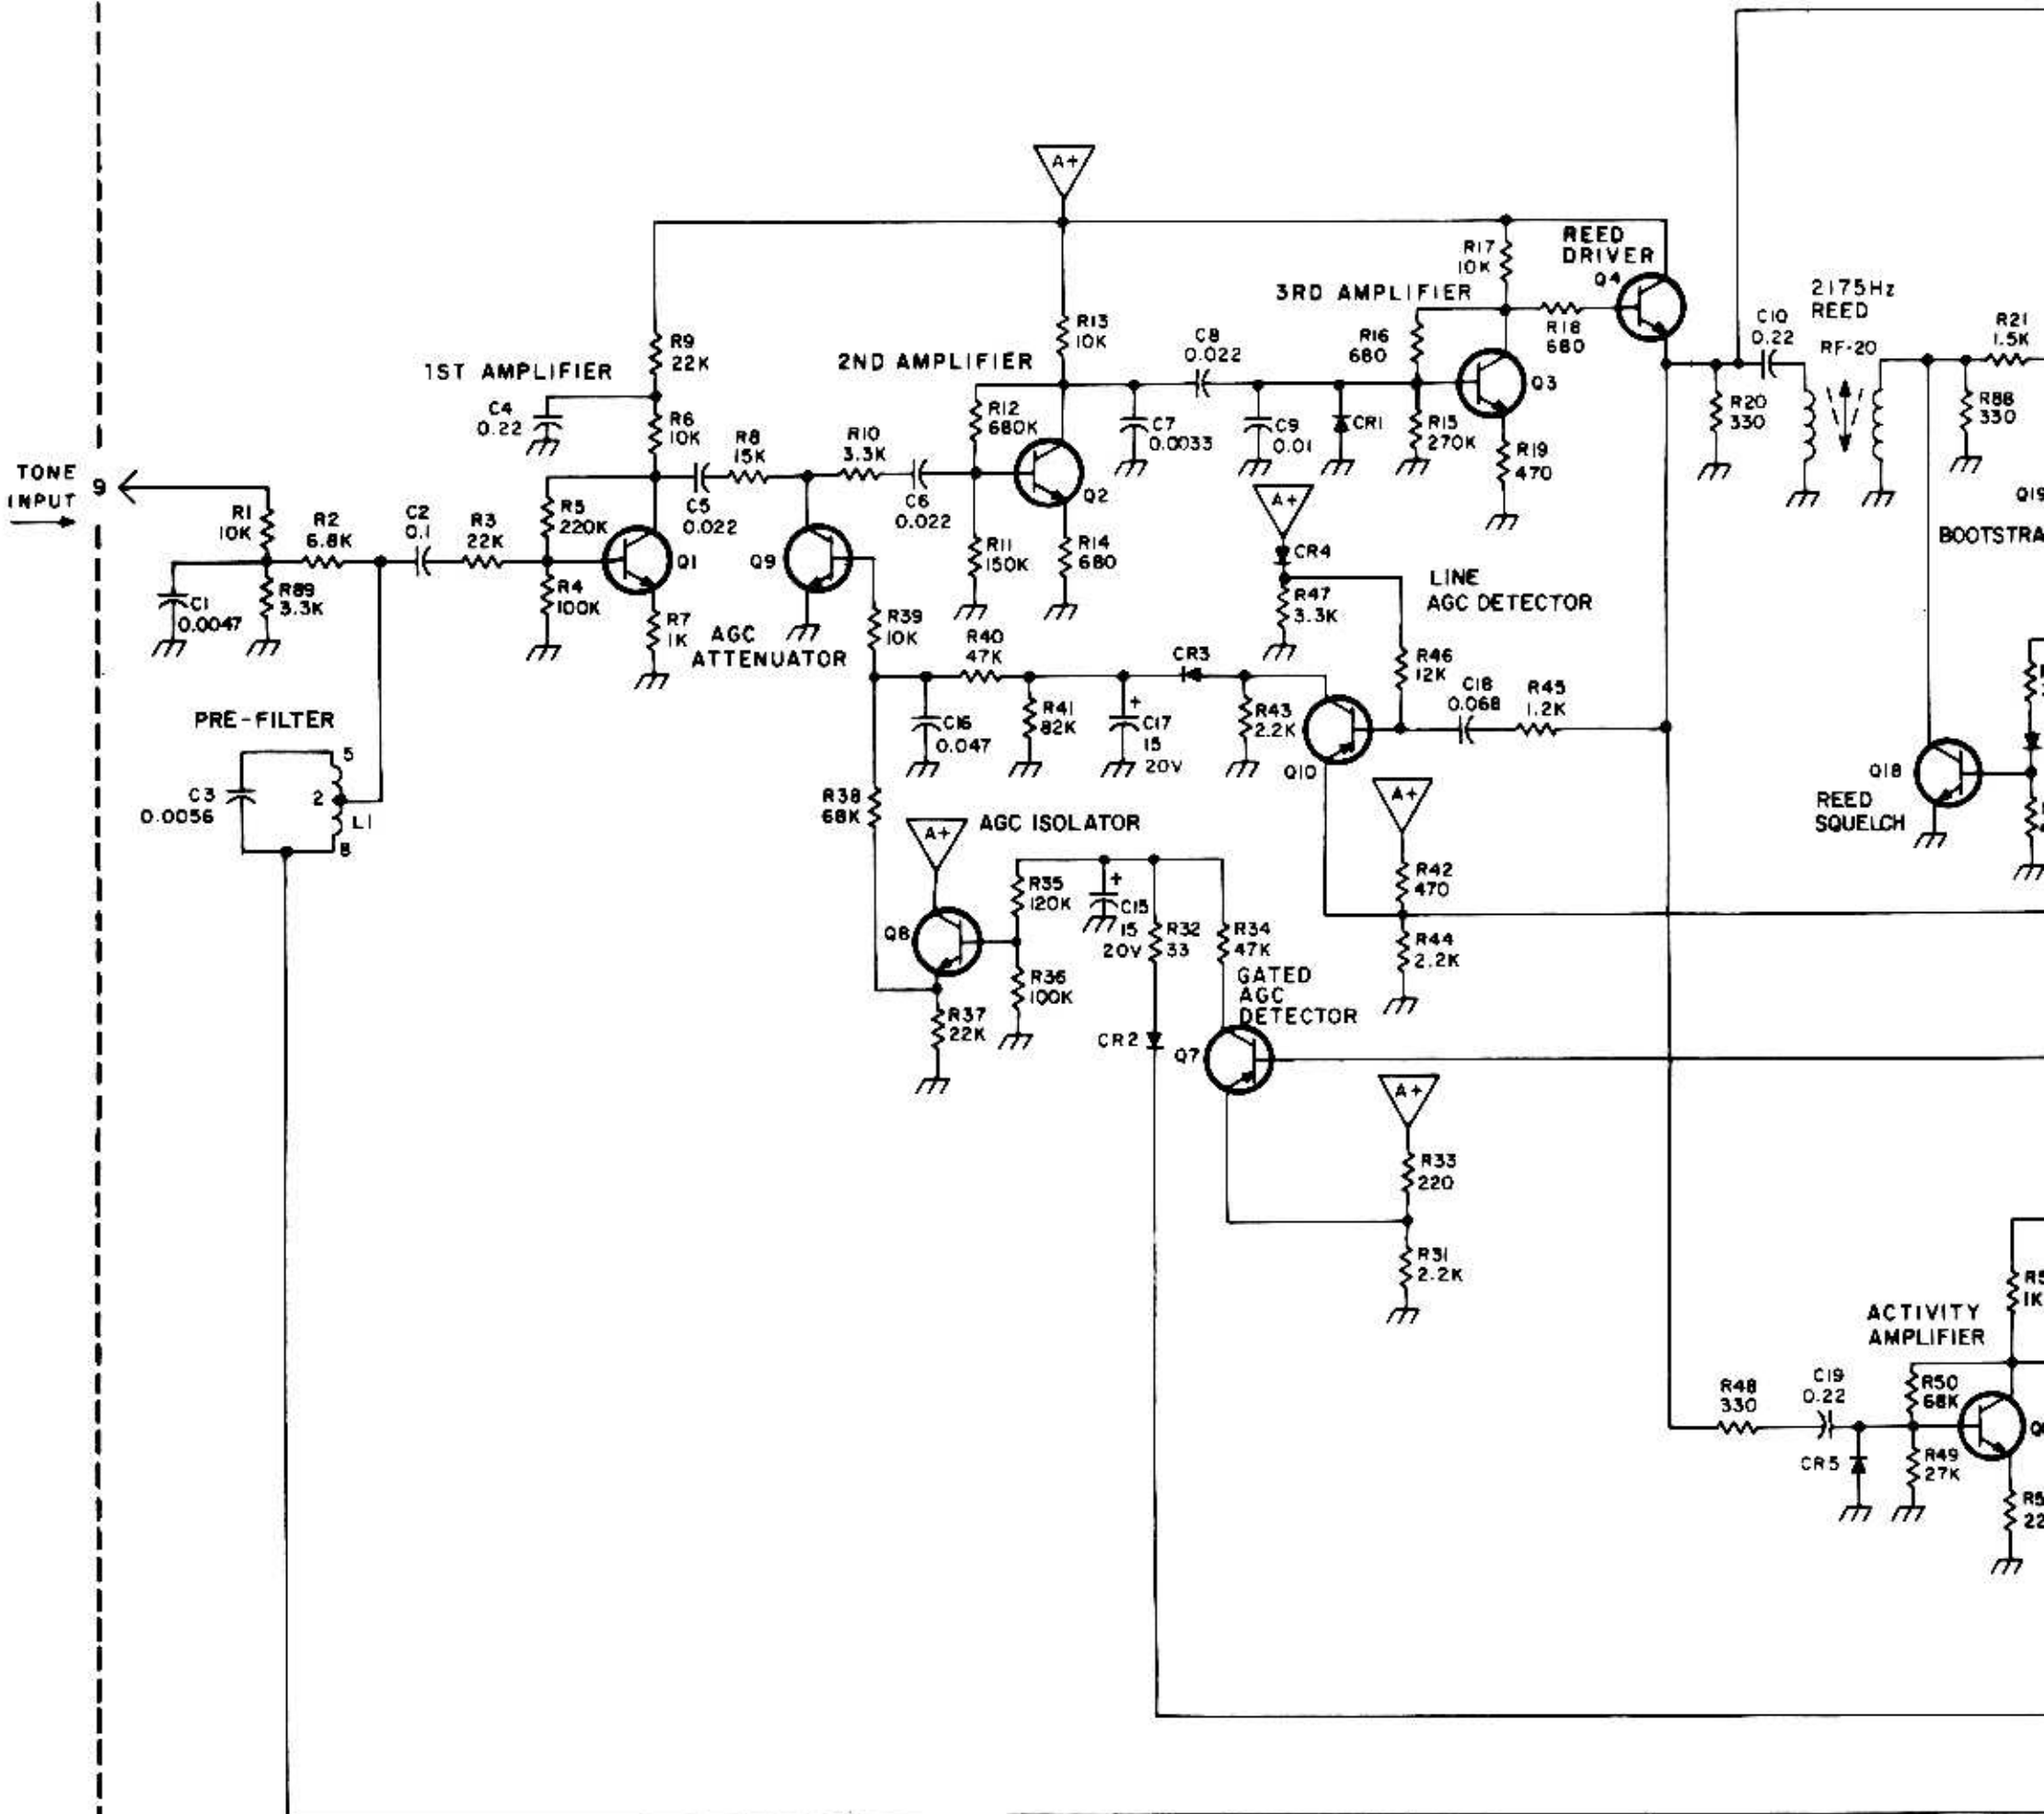 A+
REED
DRIVER
Q4
R17
10K
3RD AMPLIFIER
2175Hz
REED
RF-20
C10
0.22
R21
1.5K
R13
10K
C8
0.022
R16
680
R18
680
Q3
R20
330
R88
330
R9
22K
1ST AMPLIFIER
2ND AMPLIFIER
C4
0.22
R6
10K
R8
15K
R10
3.3K
R12
680K
C7
0.0033
C9
0.01
CR1
R15
270K
R19
470
TONE
INPUT
9
R1
10K
R2
6.8K
C2
0.1
R3
22K
R5
220K
C5
0.022
C6
0.022
Q2
A+
Q19
BOOTSTRA
C1
0.0047
R89
3.3K
R4
100K
Q1
R7
1K
Q9
AGC
ATTENUATOR
R11
150K
R14
680
CR4
R47
3.3K
LINE
AGC DETECTOR
R39
10K
R40
47K
CR3
R46
12K
C18
0.068
R45
1.2K
PRE-FILTER
C16
0.047
R41
82K
+
C17
15
20V
R43
2.2K
Q10
5
2
L1
8
C3
0.0056
R38
68K
A+
AGC ISOLATOR
A+
Q18
REED
SQUELCH
Q8
R35
120K
+
C15
15
20V
R32
33
R34
47K
R42
470
R44
2.2K
R36
100K
R37
22K
GATED
AGC
DETECTOR
CR2
Q7
A+
R33
220
R31
2.2K
ACTIVITY
AMPLIFIER
R5
1K
R48
330
C19
0.22
R50
68K
CR5
R49
27K
R5
22